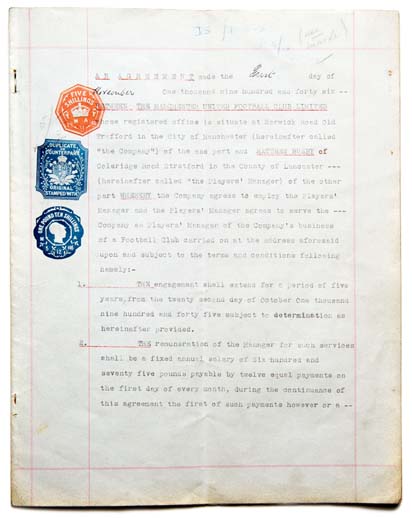 AN AGREEMENT made the First day of
November One thousand nine hundred and forty six --
BETWEEN THE MANCHESTER UNITED FOOTBALL CLUB LIMITED
whose registered office is situate at Warwick Road Old
Trafford in the City of Manchester (hereinafter called
"the Company") of the one part and MATTHEW BUSBY of
Coleridge Road Stretford in the County of Lancaster ---
(hereinafter called "the Players' Manager) of the other
part WHEREBY the Company agrees to employ the Players'
Manager and the Players' Manager agrees to serve the ---
Company as Players' Manager of the Company's business
of a Football Club carried on at the address aforesaid
upon and subject to the terms and conditions following
namely:-
1. THE engagement shall extend for a period of five
years, from the twenty second day of October One thousand
nine hundred and forty five subject to determination as
hereinafter provided.
2. THE remuneration of the Manager for such services
shall be a fixed annual salary of Six hundred and
seventy five pounds payable by twelve equal payments on
the first day of every month, during the continuance of
this agreement the first of such payments however or a --
FIVE
SHILLINGS
DUPLICATE
COUNTERPART
ORIGINAL
STAMPED WITH
ONE POUND TEN SHILLINGS